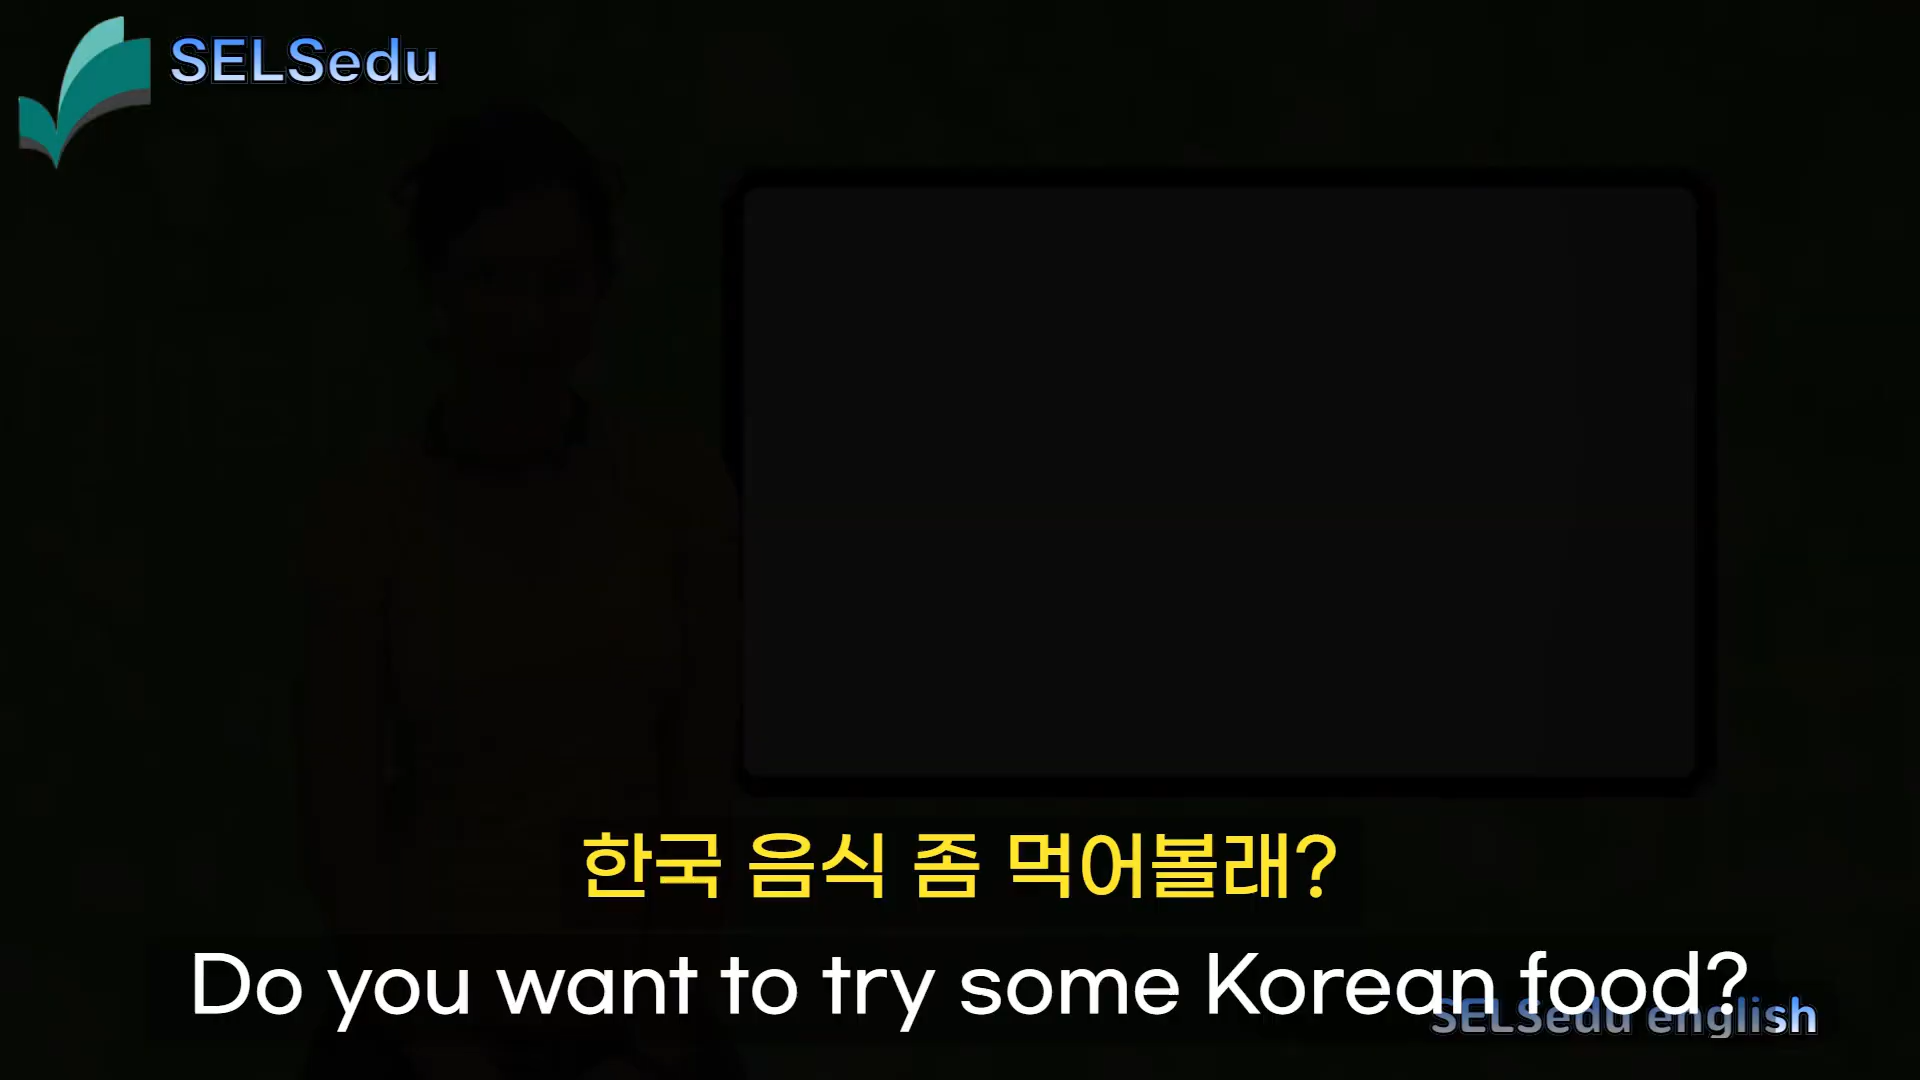 SELSedu
한국 음식 좀 먹어볼래?
Do you want to try some Korean food?
SELSedu english